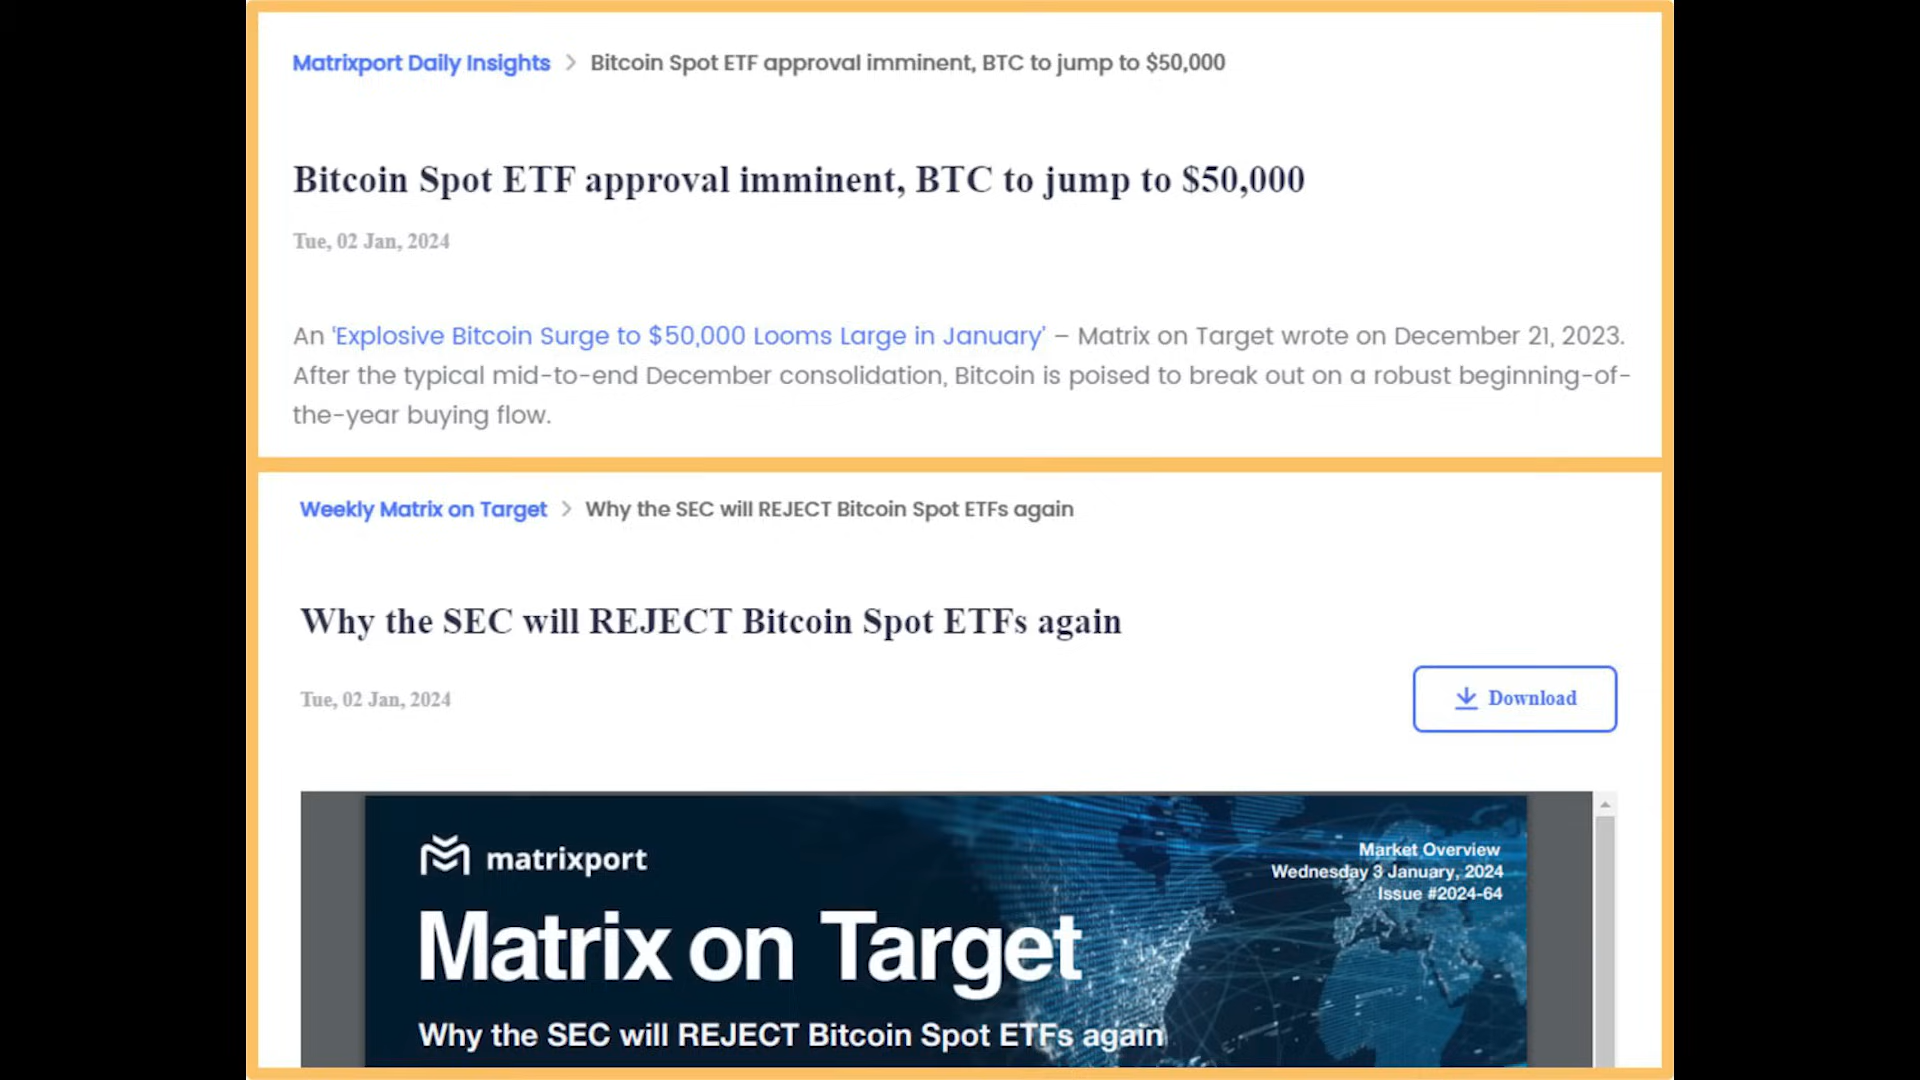 Matrixport Daily Insights > Bitcoin Spot ETF approval imminent, BTC to jump to $50,000
Bitcoin Spot ETF approval imminent, BTC to jump to $50,000
Tue, 02 Jan, 2024
An 'Explosive Bitcoin Surge to $50,000 Looms Large in January' – Matrix on Target wrote on December 21, 2023.
After the typical mid-to-end December consolidation, Bitcoin is poised to break out on a robust beginning-of-
the-year buying flow.
Weekly Matrix on Target > Why the SEC will REJECT Bitcoin Spot ETFs again
Why the SEC will REJECT Bitcoin Spot ETFs again
Tue, 02 Jan, 2024
Download
matrixport
Market Overview
Wednesday 3 January, 2024
Issue #2024-64
Matrix on Target
Why the SEC will REJECT Bitcoin Spot ETFs again